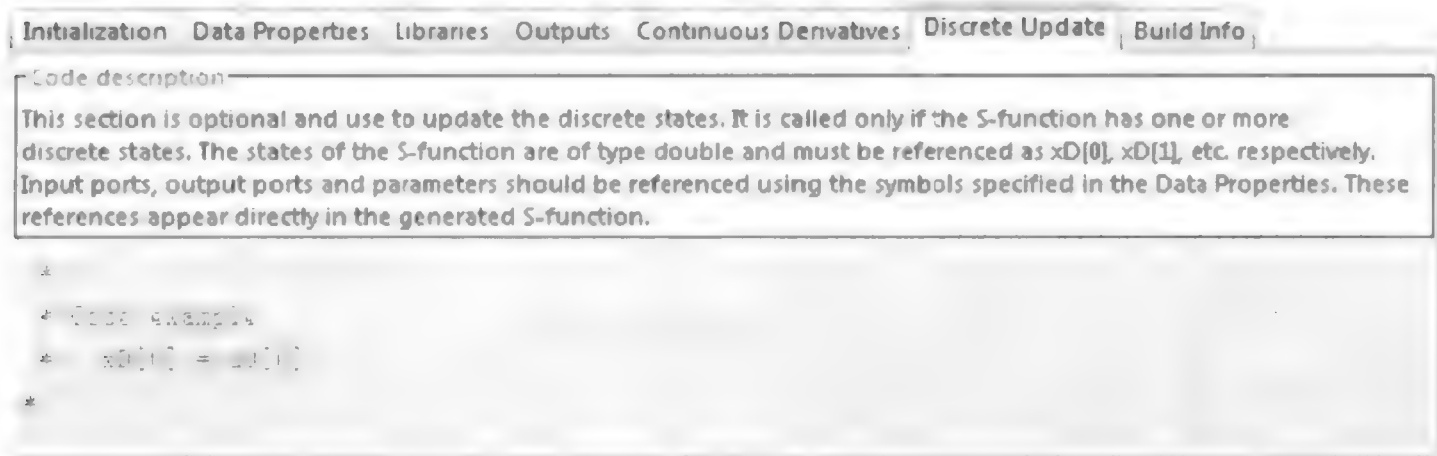 Initialization Data Properties Libraries Outputs Continuous Derivatives Discrete Update Build Info
Code description
This section is optional and use to update the discrete states. It is called only if the S-function has one or more
discrete states. The states of the S-function are of type double and must be referenced as xD[0], xD[1], etc. respectively.
Input ports, output ports and parameters should be referenced using the symbols specified in the Data Properties. These
references appear directly in the generated S-function.
*
* Code example
*
*